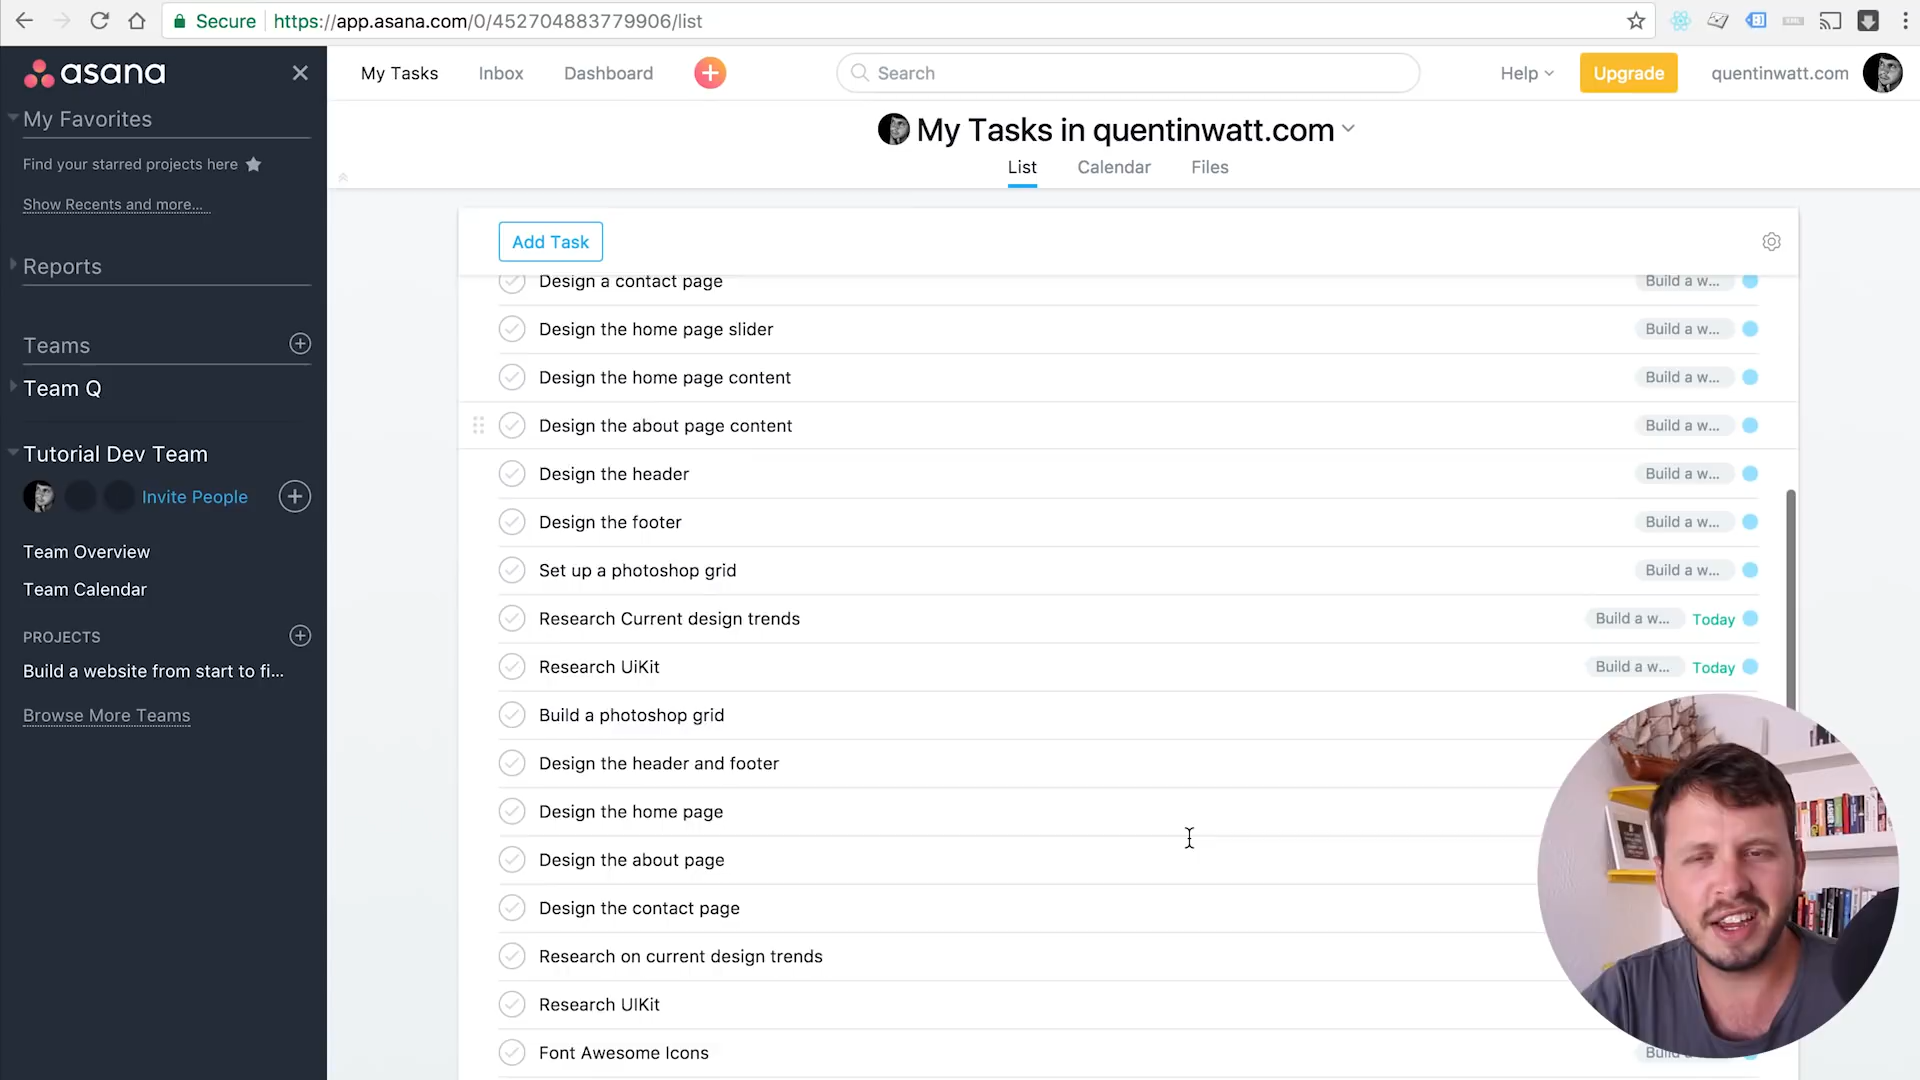 Secure https://app.asana.com/0/452704883779906/list
asana
My Tasks Inbox Dashboard
Search
Help Upgrade quentinwatt.com
My Favorites
Find your starred projects here
Show Recents and more...
Reports
Teams
Team Q
Tutorial Dev Team
Invite People
Team Overview
Team Calendar
PROJECTS
Build a website from start to fi...
Browse More Teams
My Tasks in quentinwatt.com
List Calendar Files
Add Task
Design a contact page Build a w...
Design the home page slider Build a w...
Design the home page content Build a w...
Design the about page content Build a w...
Design the header Build a w...
Design the footer Build a w...
Set up a photoshop grid Build a w...
Research Current design trends Build a w... Today
Research UiKit Build a w... Today
Build a photoshop grid
Design the header and footer
Design the home page
Design the about page
Design the contact page
Research on current design trends
Research UIKit
Font Awesome Icons